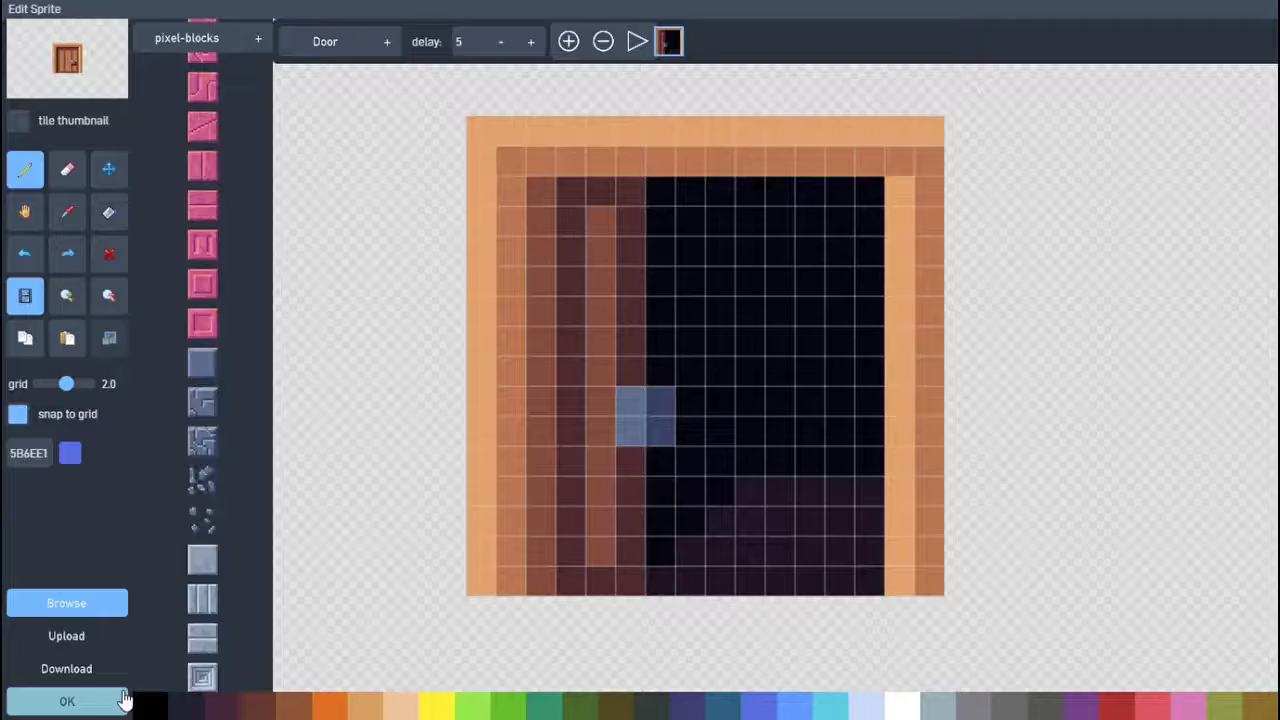 Edit Sprite
pixel-blocks +
Door +
delay: 5 - +
tile thumbnail
grid 2.0
snap to grid
5B6EE1
Browse
Upload
Download
OK